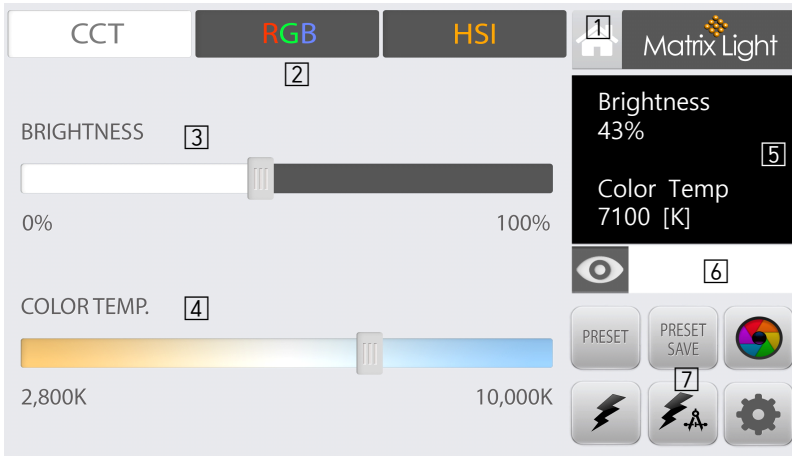 CCT
RGB
HSI
1
Matrix Light
2
BRIGHTNESS
3
0%
100%
COLOR TEMP.
4
2,800K
10,000K
Brightness
43%
5
Color Temp
7100 [K]
6
PRESET
PRESET
SAVE
7